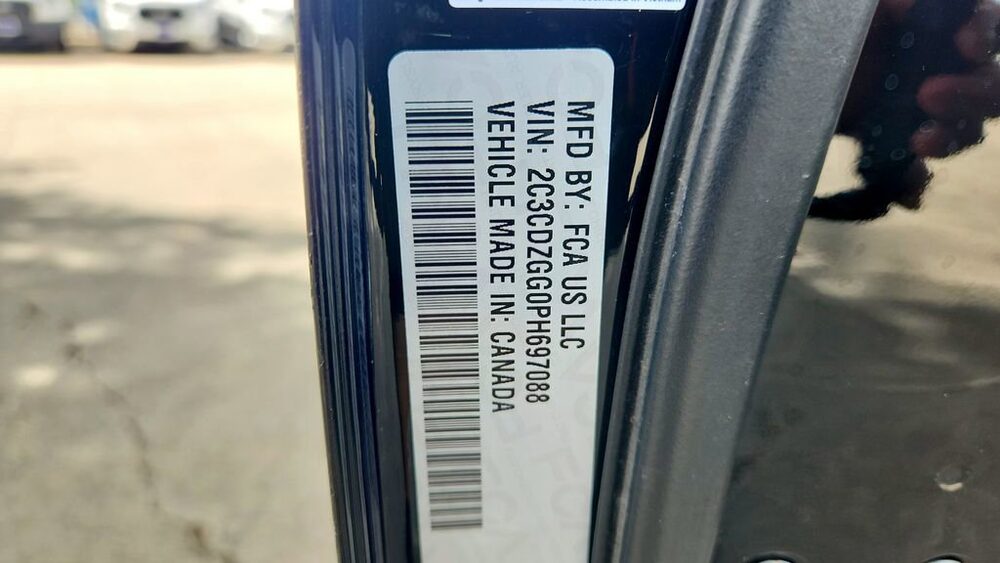 MFD BY: FCA US LLC
VIN: 2C3CDZGG0PH697088
VEHICLE MADE IN: CANADA